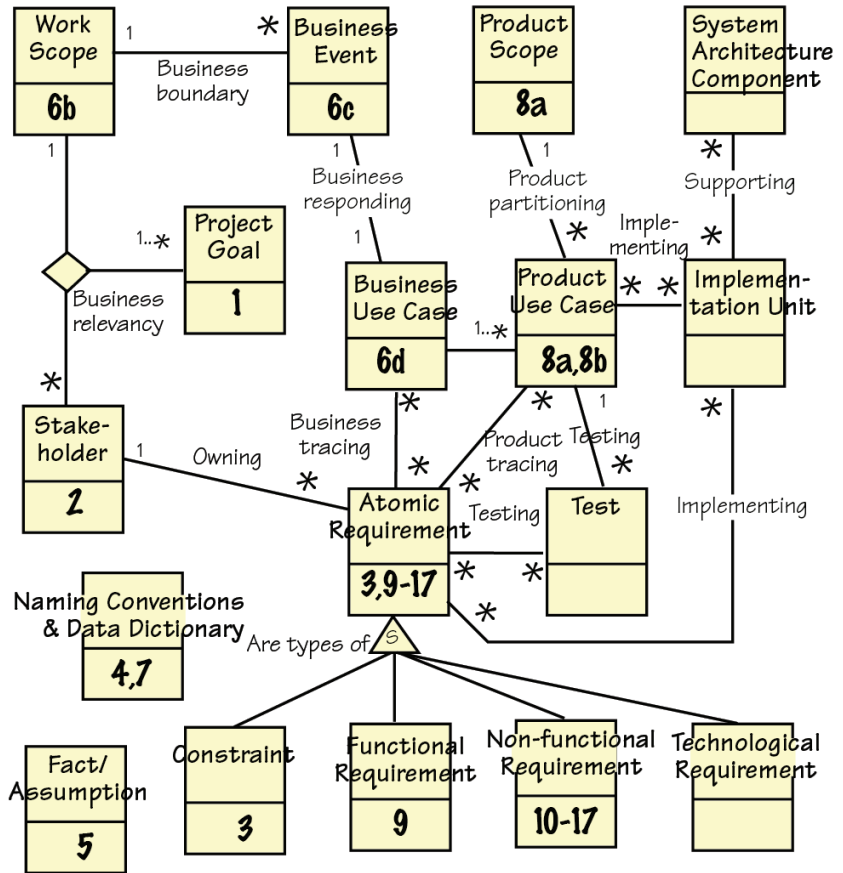 Work
Scope
6b
1
*
Business
boundary
Business
Event
6c
Product
Scope
8a
System
Architecture
Component
1
1
1
*
Business
responding
Product
partitioning
Supporting
1
*
Imple-
menting
*
Project
Goal
1
1..*
Business
relevancy
Business
Use Case
6d
1..*
Product
Use Case
8a,8b
*
*
Implemen-
tation Unit
*
*
*
1
*
Stake-
holder
2
1
Owning
*
Business
tracing
*
Product
tracing
*
Testing
*
Atomic
Requirement
3,9-17
Testing
*
*
Test
Implementing
*
Naming Conventions
& Data Dictionary
4,7
Are types of
S
Fact/
Assumption
5
Constraint
3
Functional
Requirement
9
Non-functional
Requirement
10-17
Technological
Requirement